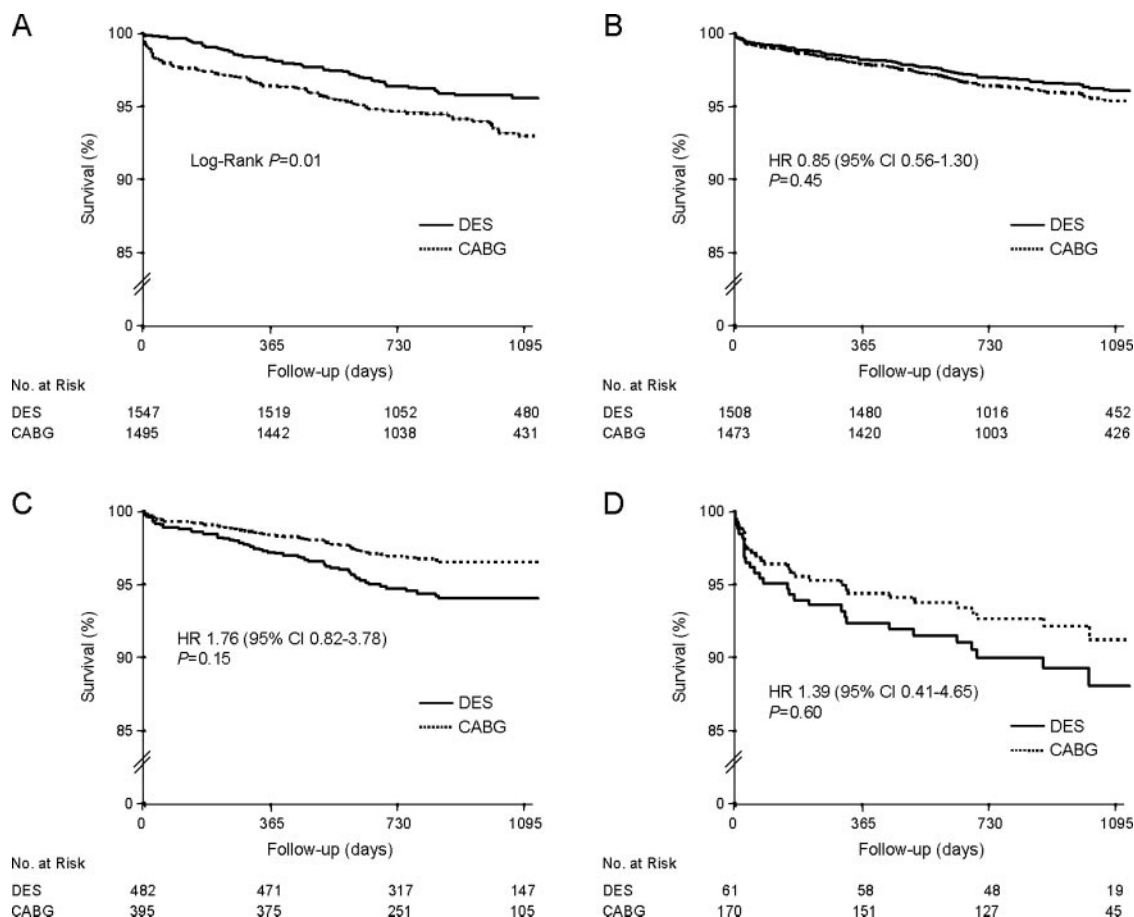 A
100
95
90
85
0
Survival (%)
Log-Rank P=0.01
DES
CABG
0 365 730 1095
Follow-up (days)
No. at Risk
DES 1547 1519 1052 480
CABG 1495 1442 1038 431
B
100
95
90
85
0
Survival (%)
HR 0.85 (95% CI 0.56-1.30)
P=0.45
DES
CABG
0 365 730 1095
Follow-up (days)
No. at Risk
DES 1508 1480 1016 452
CABG 1473 1420 1003 426
C
100
95
90
85
0
Survival (%)
HR 1.76 (95% CI 0.82-3.78)
P=0.15
DES
CABG
0 365 730 1095
Follow-up (days)
No. at Risk
DES 482 471 317 147
CABG 395 375 251 105
D
100
95
90
85
0
Survival (%)
HR 1.39 (95% CI 0.41-4.65)
P=0.60
DES
CABG
0 365 730 1095
Follow-up (days)
No. at Risk
DES 61 58 48 19
CABG 170 151 127 45